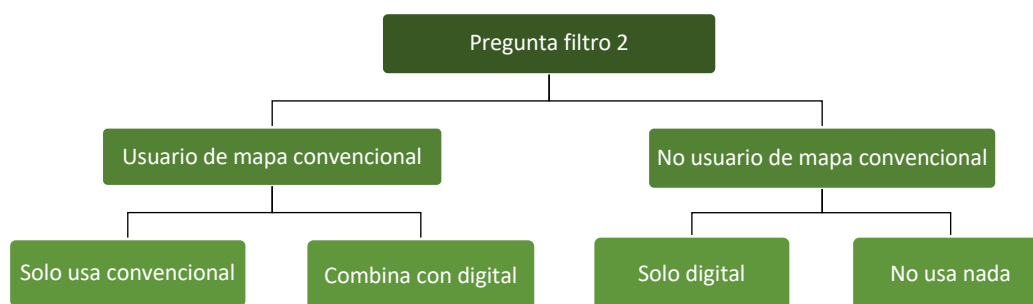 Pregunta filtro 2
Usuario de mapa convencional
No usuario de mapa convencional
Solo usa convencional
Combina con digital
Solo digital
No usa nada